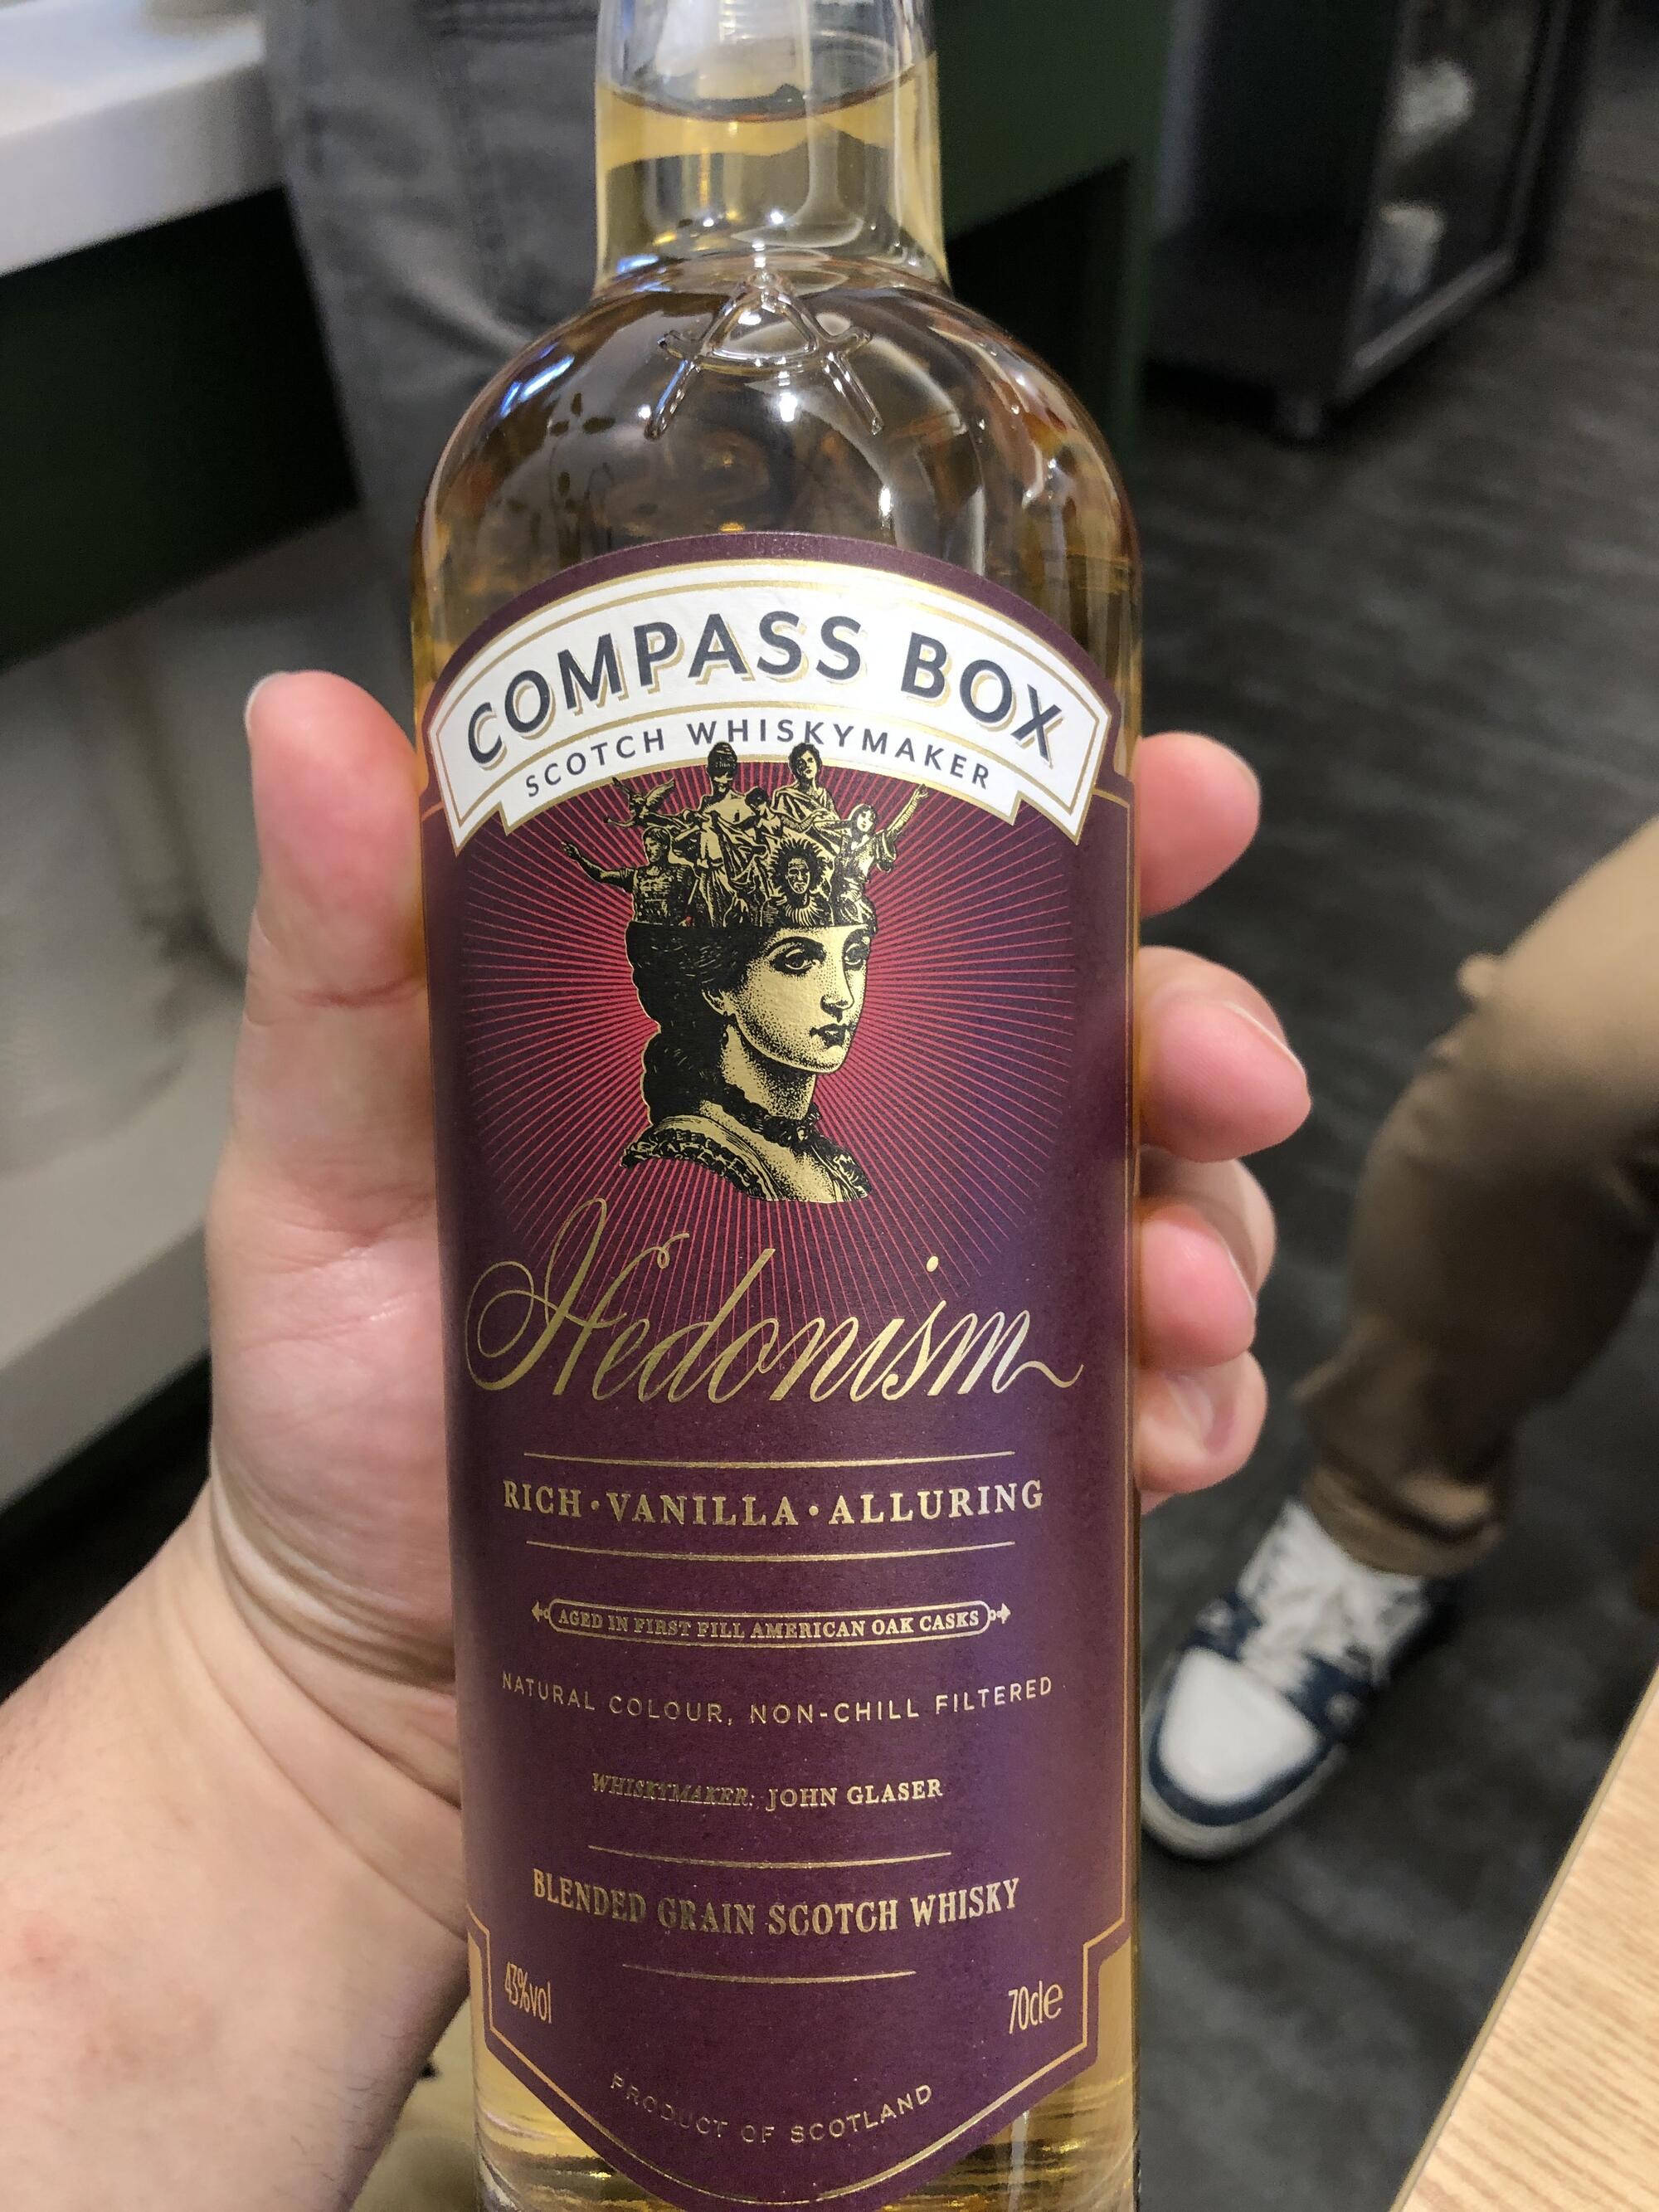 COMPASS BOX
SCOTCH WHISKYMAKER
Hedonism
RICH·VANILLA·ALLURING
AGED IN FIRST FILL AMERICAN OAK CASKS
NATURAL COLOUR, NON-CHILL FILTERED
WHISKYMAKER: JOHN GLASER
BLENDED GRAIN SCOTCH WHISKY
43%vol 70cle
PRODUCT OF SCOTLAND